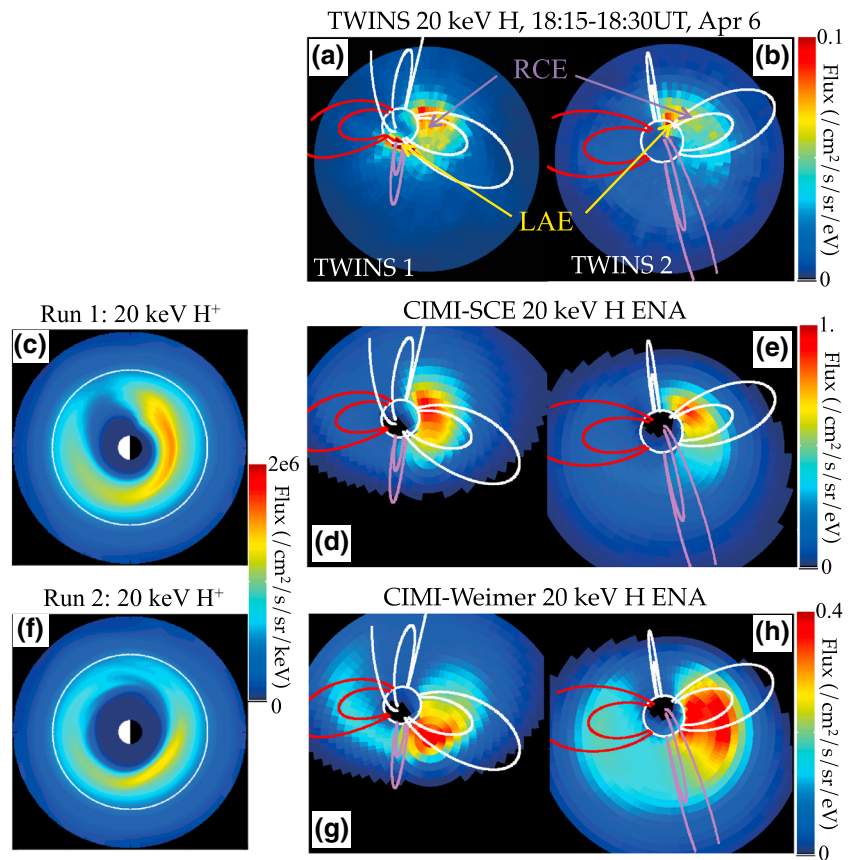 TWINS 20 keV H, 18:15-18:30UT, Apr 6
(a)
RCE
(b)
LAE
TWINS 1
TWINS 2
0.1
Flux (/cm²/s/sr/eV)
0
Run 1: 20 keV H⁺
(c)
CIMI-SCE 20 keV H ENA
(d)
(e)
1.
Flux (/cm²/s/sr/eV)
0
2e6
Flux (/cm²/s/sr/keV)
0
Run 2: 20 keV H⁺
(f)
CIMI-Weimer 20 keV H ENA
(g)
(h)
0.4
Flux (/cm²/s/sr/eV)
0